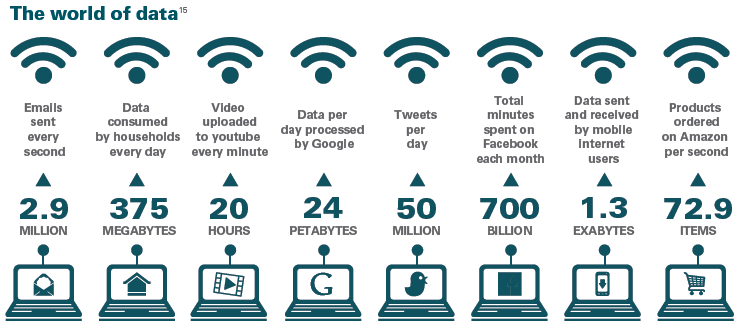 The world of data15
Emails
sent
every
second
2.9
MILLION
Data
consumed
by households
every day
375
MEGABYTES
Video
uploaded
to youtube
every minute
20
HOURS
Data per
day processed
by Google
24
PETABYTES
G
Tweets
per
day
50
MILLION
Total
minutes
spent on
Facebook
each month
700
BILLION
Data sent
and received
by mobile
internet
users
1.3
EXABYTES
Products
ordered
on Amazon
per second
72.9
ITEMS